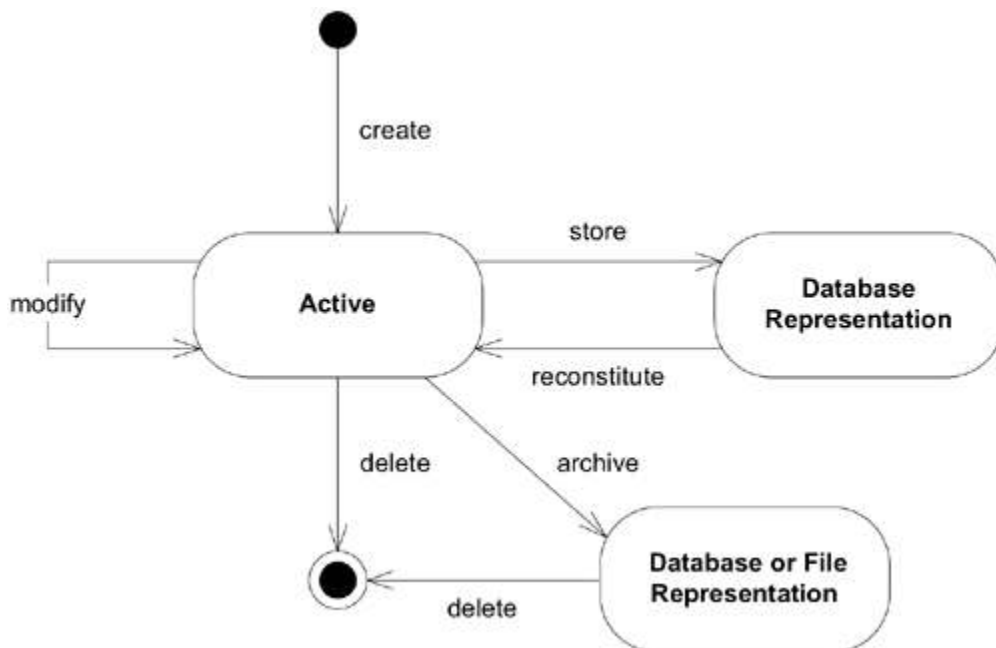 create
store
modify
Active
Database
Representation
reconstitute
delete
archive
Database or File
Representation
delete